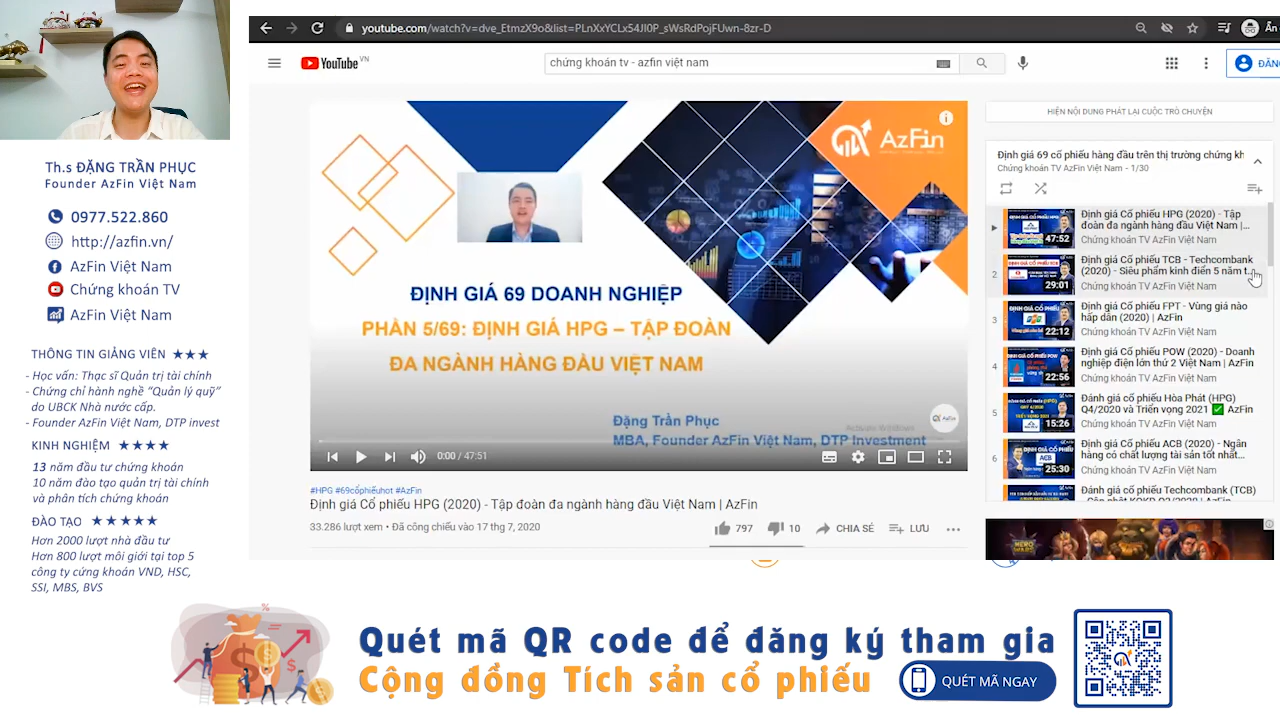 Th.s ĐẶNG TRẦN PHỤC
Founder AzFin Việt Nam
0977.522.860
http://azfin.vn/
AzFin Việt Nam
Chứng khoán TV
AzFin Việt Nam
THÔNG TIN GIẢNG VIÊN ★★★
- Học vấn: Thạc sĩ Quản trị tài chính
- Chứng chỉ hành nghề “Quản lý quỹ”
do UBCK Nhà nước cấp.
- Founder AzFin Việt Nam, DTP invest
KINH NGHIỆM ★★★★
13 năm đầu tư chứng khoán
10 năm đào tạo quản trị tài chính
và phân tích chứng khoán
ĐÀO TẠO ★★★★★
Hơn 2000 lượt nhà đầu tư
Hơn 800 lượt môi giới tại top 5
công ty cứng khoán VND, HSC,
SSI, MBS, BVS
youtube.com/watch?v=dve_EtmzX9o&list=PLnXxYCLx54JI0P_sWsRdPojFUwn-8zr-D
Ẩn
YouTube VN
chứng khoán tv - azfin việt nam
ĐĂNG
AzFin
ĐỊNH GIÁ 69 DOANH NGHIỆP
PHẦN 5/69: ĐỊNH GIÁ HPG – TẬP ĐOÀN
ĐA NGÀNH HÀNG ĐẦU VIỆT NAM
Đặng Trần Phục
Activate Windows
MBA, Founder AzFin Việt Nam, DTP Investment
AzFin
0:00 / 47:51
#HPG #69cổphiếuhot #AzFin
Định giá Cổ phiếu HPG (2020) - Tập đoàn đa ngành hàng đầu Việt Nam | AzFin
33.286 lượt xem • Đã công chiếu vào 17 thg 7, 2020
797
10
CHIA SẺ
LƯU
HIỆN NỘI DUNG PHÁT LẠI CUỘC TRÒ CHUYỆN
Định giá 69 cổ phiếu hàng đầu trên thị trường chứng kh
Chứng khoán TV AzFin Việt Nam - 1/30
47:52
Định giá Cổ phiếu HPG (2020) - Tập
đoàn đa ngành hàng đầu Việt Nam |...
Chứng khoán TV AzFin Việt Nam
2
29:01
Định giá Cổ phiếu TCB - Techcombank
(2020) - Siêu phẩm kinh điển 5 năm t...
Chứng khoán TV AzFin Việt Nam
3
22:12
Định giá Cổ phiếu FPT - Vùng giá nào
hấp dẫn (2020) | AzFin
Chứng khoán TV AzFin Việt Nam
4
22:56
Định giá Cổ phiếu POW (2020) - Doanh
nghiệp điện lớn thứ 2 Việt Nam | AzFin
Chứng khoán TV AzFin Việt Nam
5
15:26
Đánh giá cổ phiếu Hòa Phát (HPG)
Q4/2020 và Triển vọng 2021 ✅ AzFin
Chứng khoán TV AzFin Việt Nam
6
25:30
Định giá Cổ phiếu ACB (2020) - Ngân
hàng có chất lượng tài sản tốt nhất...
Chứng khoán TV AzFin Việt Nam
Đánh giá cổ phiếu Techcombank (TCB)
HERO WARS
Quét mã QR code để đăng ký tham gia
Cộng đồng Tích sản cổ phiếu
QUÉT MÃ NGAY